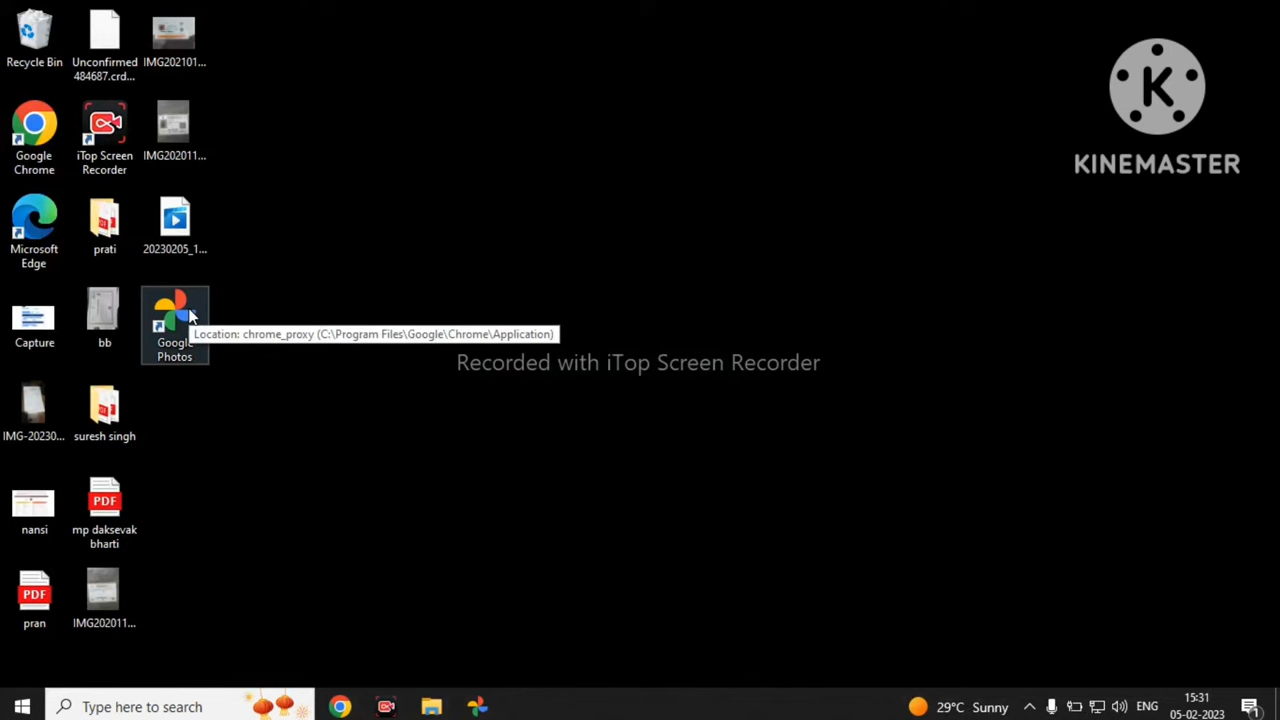 Recycle Bin
Unconfirmed
484687.crd...
IMG202101...
Google
Chrome
iTop Screen
Recorder
IMG202011...
Microsoft
Edge
prati
20230205_1...
Capture
bb
Google
Photos
Location: chrome_proxy (C:\Program Files\Google\Chrome\Application)
IMG-20230...
suresh singh
nansi
PDF
mp daksevak
bharti
PDF
pran
IMG202011...
K
KINEMASTER
Recorded with iTop Screen Recorder
Type here to search
29°C Sunny
ENG
15:31
05-02-2023
1